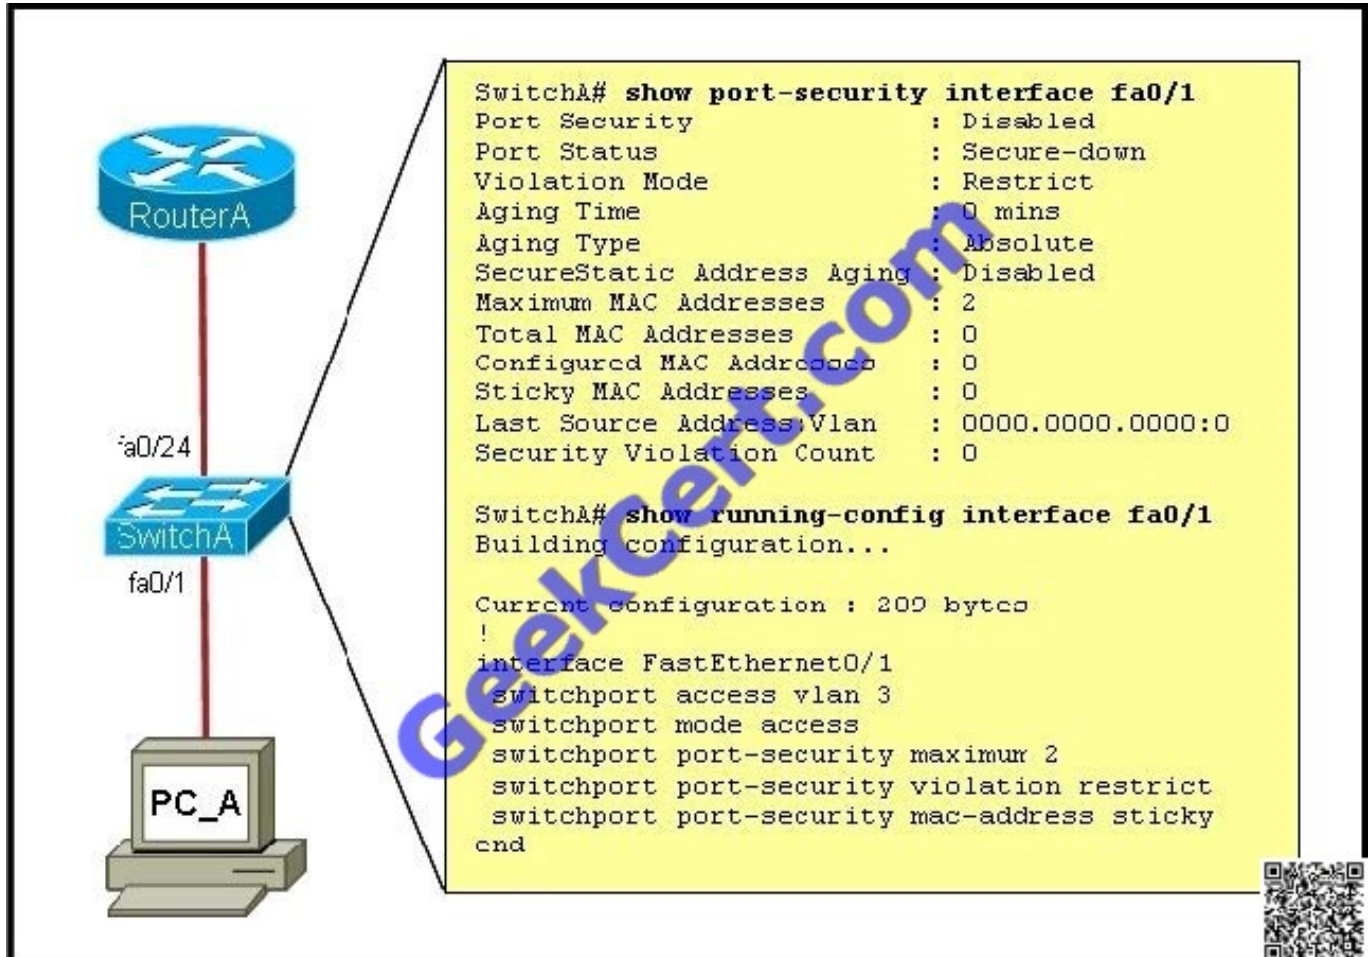 SwitchA# show port-security interface fa0/1
Port Security : Disabled
Port Status : Secure-down
Violation Mode : Restrict
Aging Time : 0 mins
Aging Type : Absolute
SecureStatic Address Aging : Disabled
Maximum MAC Addresses : 2
Total MAC Addresses : 0
Configured MAC Addresses : 0
Sticky MAC Addresses : 0
Last Source Address:Vlan : 0000.0000.0000:0
Security Violation Count : 0
SwitchA# show running-config interface fa0/1
Building configuration...
Current configuration : 209 bytes
!
interface FastEthernet0/1
switchport access vlan 3
switchport mode access
switchport port-security maximum 2
switchport port-security violation restrict
switchport port-security mac-address sticky
end
RouterA
fa0/24
SwitchA
fa0/1
PC_A
GeekCert.com